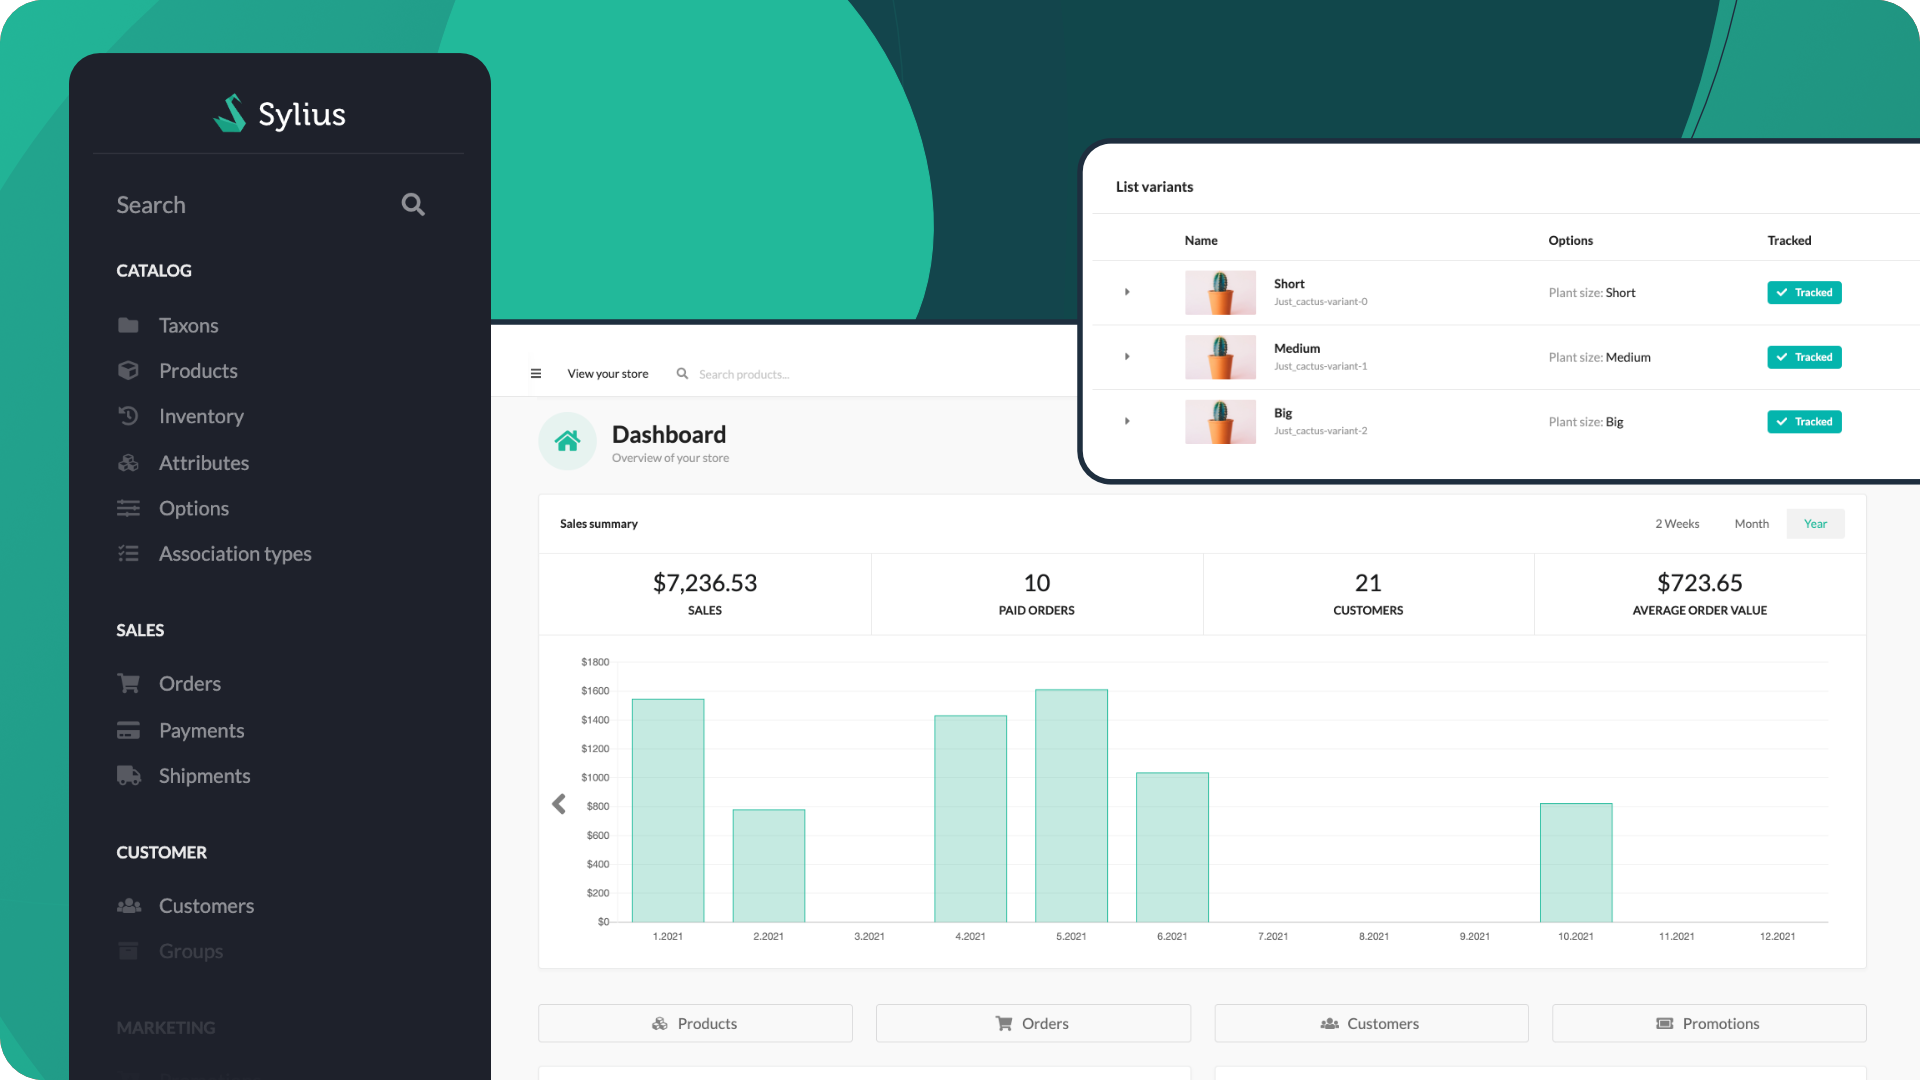 Sylius
Search
CATALOG
Taxons
Products
Inventory
Attributes
Options
Association types
SALES
Orders
Payments
Shipments
CUSTOMER
Customers
Groups
MARKETING
List variants
Name Options Tracked
Short
Just_cactus-variant-0
Plant size: Short
Tracked
Medium
Just_cactus-variant-1
Plant size: Medium
Tracked
Big
Just_cactus-variant-2
Plant size: Big
Tracked
View your store Search products...
Dashboard
Overview of your store
Sales summary 2 Weeks Month Year
$7,236.53 10 21 $723.65
SALES PAID ORDERS CUSTOMERS AVERAGE ORDER VALUE
$1800
$1600
$1400
$1200
$1000
$800
$600
$400
$200
$0
1.2021 2.2021 3.2021 4.2021 5.2021 6.2021 7.2021 8.2021 9.2021 10.2021 11.2021 12.2021
Products Orders Customers Promotions